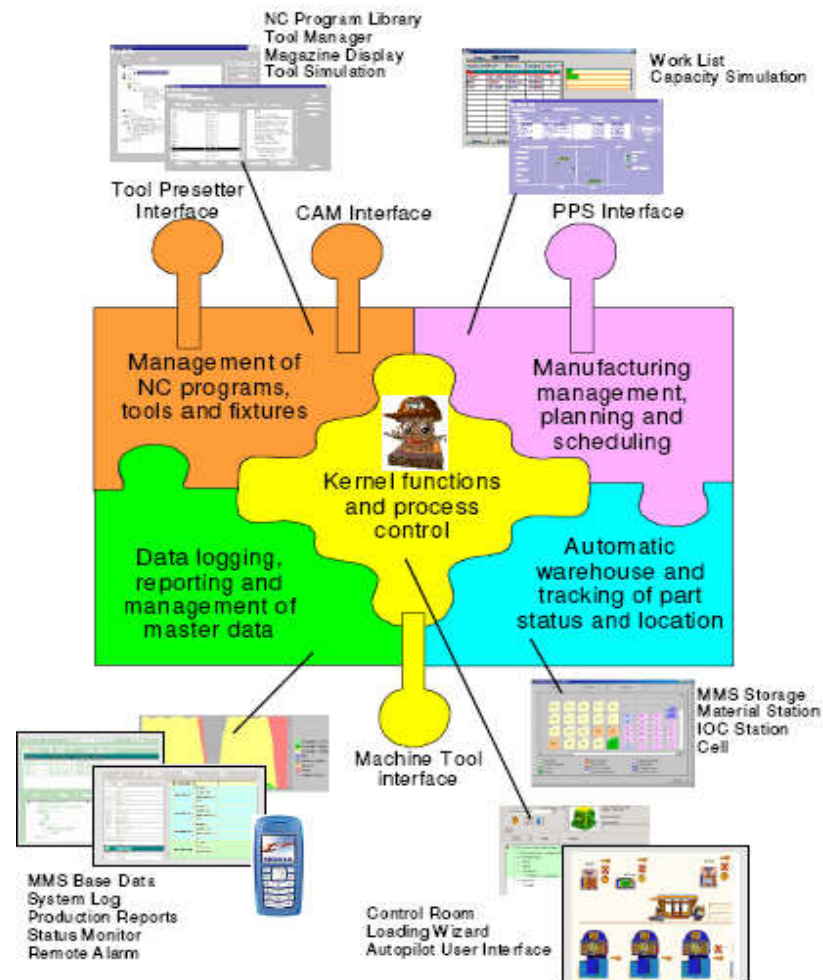 NC Program Library
Tool Manager
Magazine Display
Tool Simulation
Work List
Capacity Simulation
Tool Presetter
Interface
CAM Interface
PPS Interface
Management of
NC programs,
tools and fixtures
Manufacturing
management,
planning and
scheduling
Kernel functions
and process
control
Data logging,
reporting and
management of
master data
Automatic
warehouse and
tracking of part
status and location
Machine Tool
interface
MMS Storage
Material Station
IOC Station
Cell
NOKIA
MMS Base Data
System Log
Production Reports
Status Monitor
Remote Alarm
Control Room
Loading Wizard
Autopilot User Interface